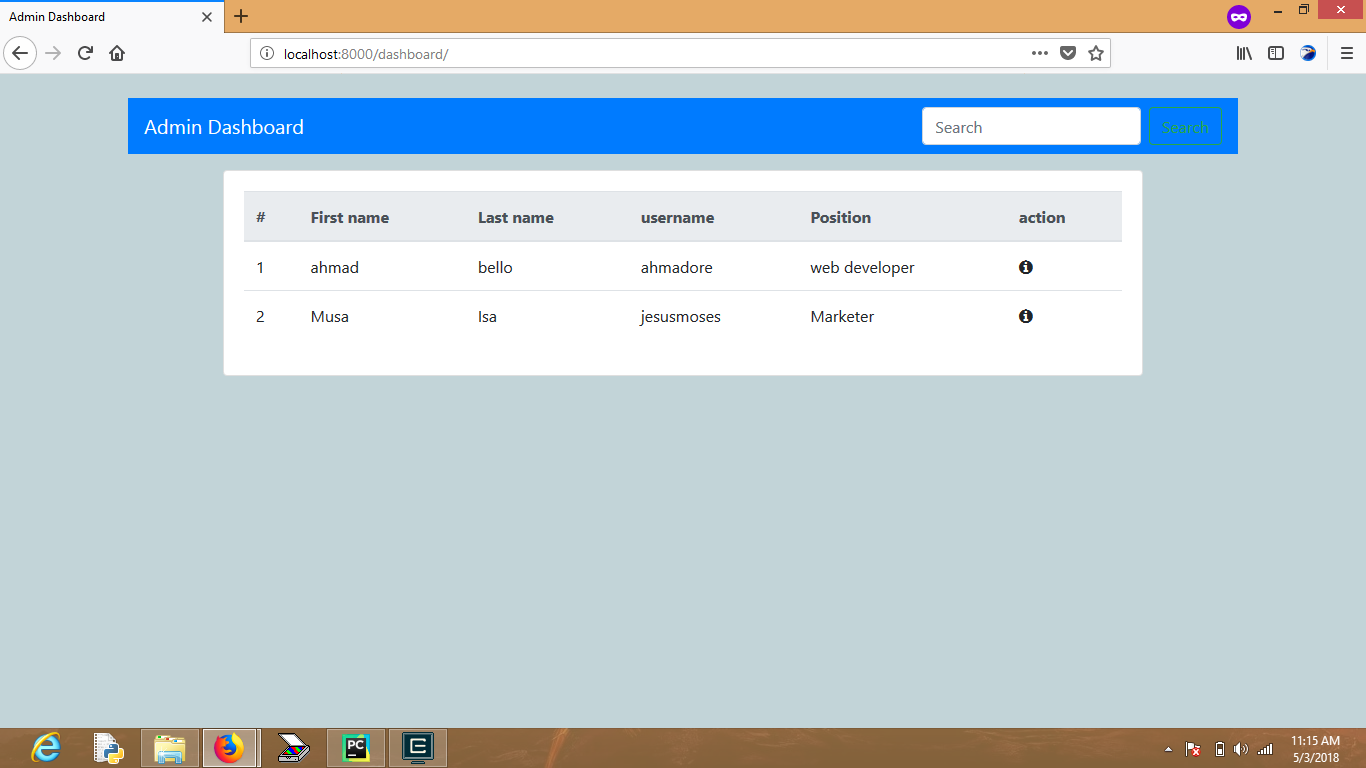 Admin Dashboard
localhost:8000/dashboard/
Admin Dashboard
Search
Search
# First name Last name username Position action
1 ahmad bello ahmadore web developer
2 Musa Isa jesusmoses Marketer
PC
11:15 AM
5/3/2018